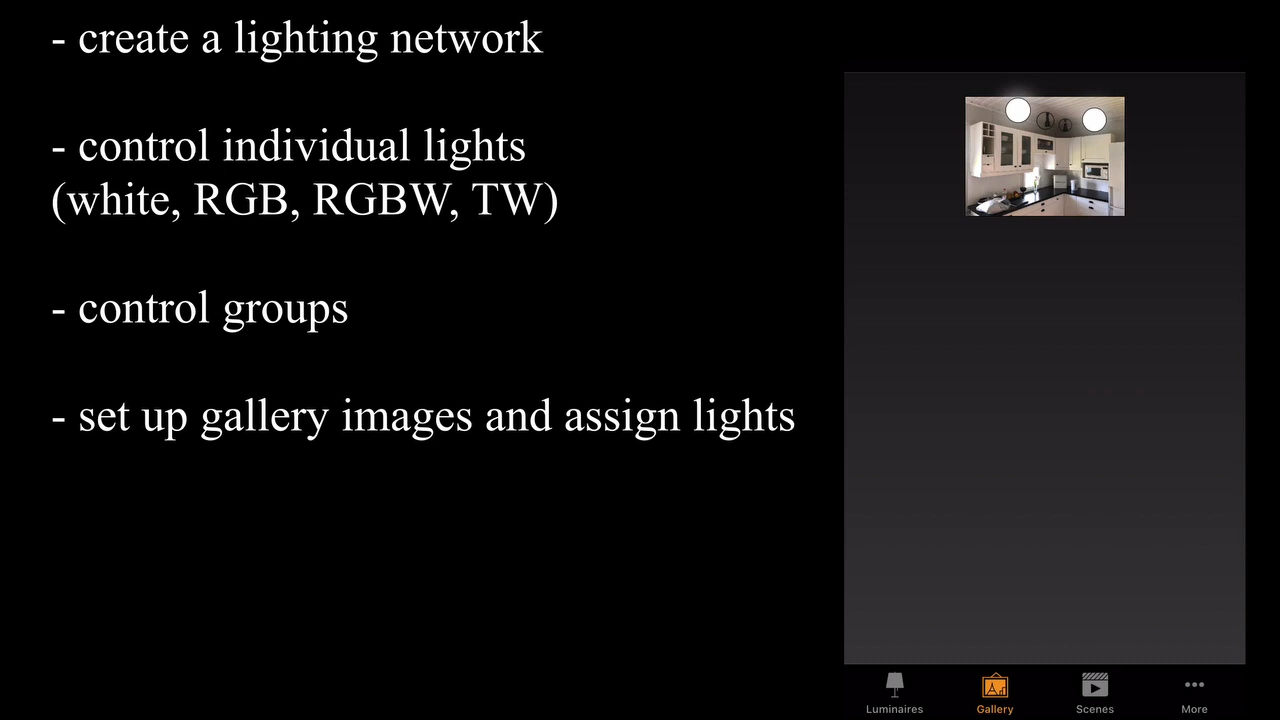 - create a lighting network
- control individual lights
(white, RGB, RGBW, TW)
- control groups
- set up gallery images and assign lights
Luminaires
Gallery
Scenes
More